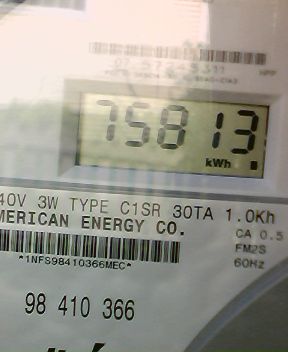 75813
kWh
40V 3W TYPE C1SR 30TA 1.0Kh
MERICAN ENERGY CO.
CA 0.5
FM2S
60Hz
*1NFS98410366MEC*
98 410 366